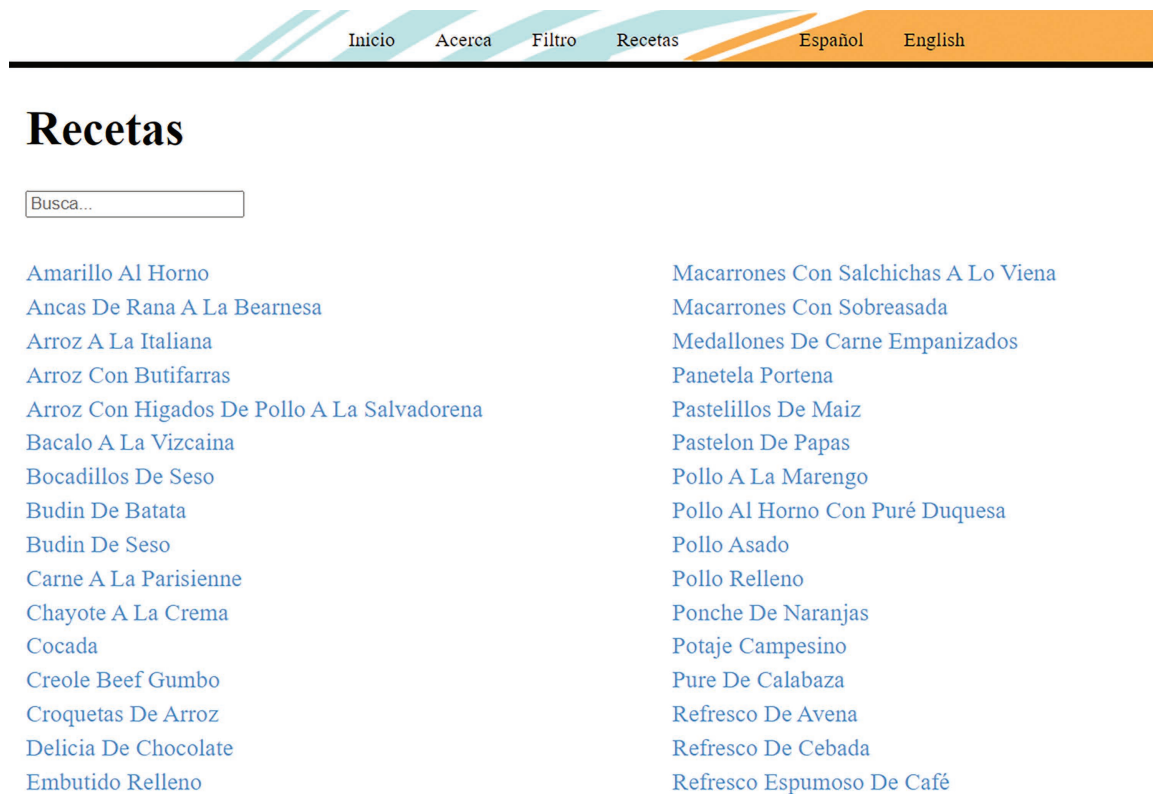 Inicio Acerca Filtro Recetas Español English
Recetas
Busca...
Amarillo Al Horno
Ancas De Rana A La Bearnesa
Arroz A La Italiana
Arroz Con Butifarras
Arroz Con Higados De Pollo A La Salvadorena
Bacalo A La Vizcaina
Bocadillos De Seso
Budin De Batata
Budin De Seso
Carne A La Parisienne
Chayote A La Crema
Cocada
Creole Beef Gumbo
Croquetas De Arroz
Delicia De Chocolate
Embutido Relleno
Macarrones Con Salchichas A Lo Viena
Macarrones Con Sobreasada
Medallones De Carne Empanizados
Panetela Portena
Pastelillos De Maiz
Pastelon De Papas
Pollo A La Marengo
Pollo Al Horno Con Puré Duquesa
Pollo Asado
Pollo Relleno
Ponche De Naranjas
Potaje Campesino
Pure De Calabaza
Refresco De Avena
Refresco De Cebada
Refresco Espumoso De Café